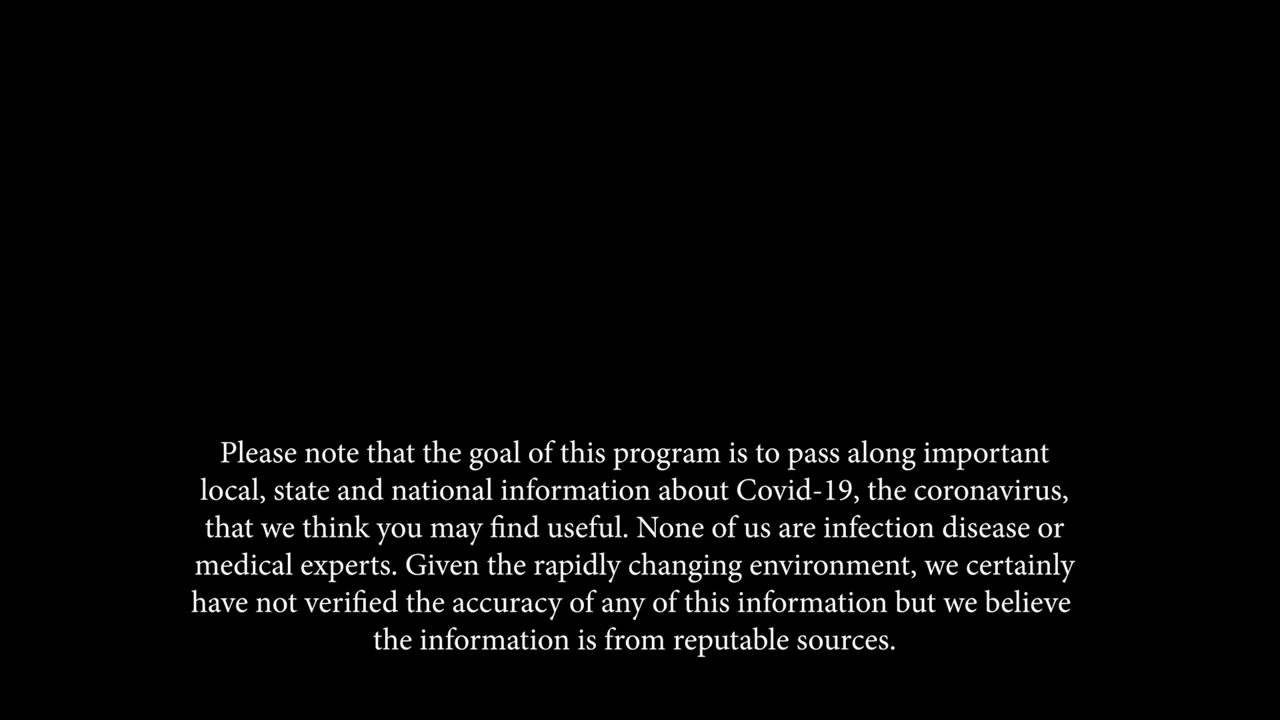 Please note that the goal of this program is to pass along important
local, state and national information about Covid-19, the coronavirus,
that we think you may find useful. None of us are infection disease or
medical experts. Given the rapidly changing environment, we certainly
have not verified the accuracy of any of this information but we believe
the information is from reputable sources.